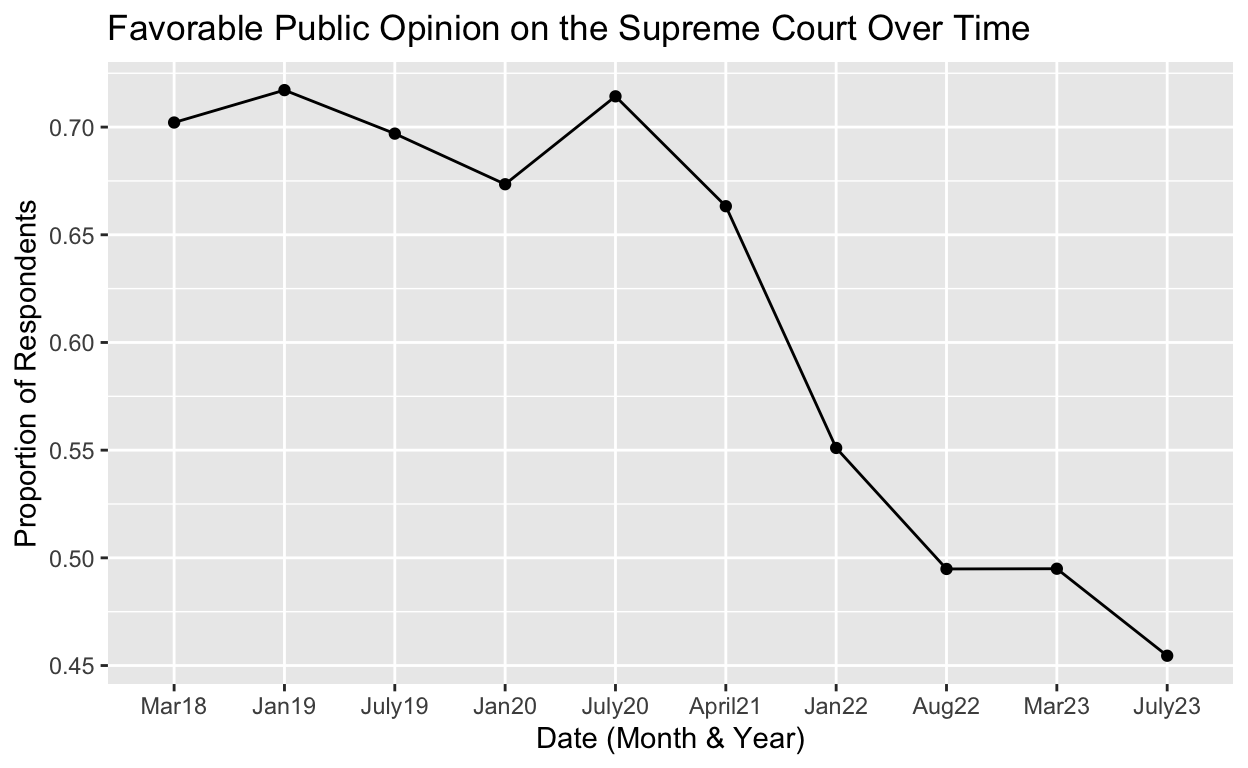 Favorable Public Opinion on the Supreme Court Over Time
Proportion of Respondents
0.70
0.65
0.60
0.55
0.50
0.45
Mar18 Jan19 July19 Jan20 July20 April21 Jan22 Aug22 Mar23 July23
Date (Month & Year)